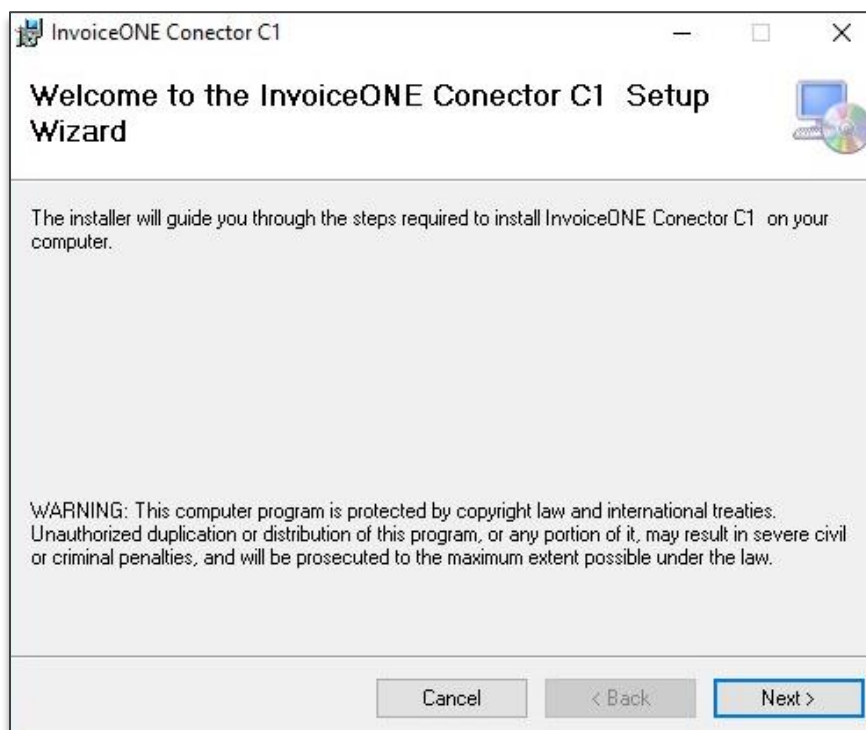 InvoiceONE Conector C1
Welcome to the InvoiceONE Conector C1  Setup
Wizard
The installer will guide you through the steps required to install InvoiceONE Conector C1  on your
computer.
WARNING: This computer program is protected by copyright law and international treaties.
Unauthorized duplication or distribution of this program, or any portion of it, may result in severe civil
or criminal penalties, and will be prosecuted to the maximum extent possible under the law.
Cancel
< Back
Next >